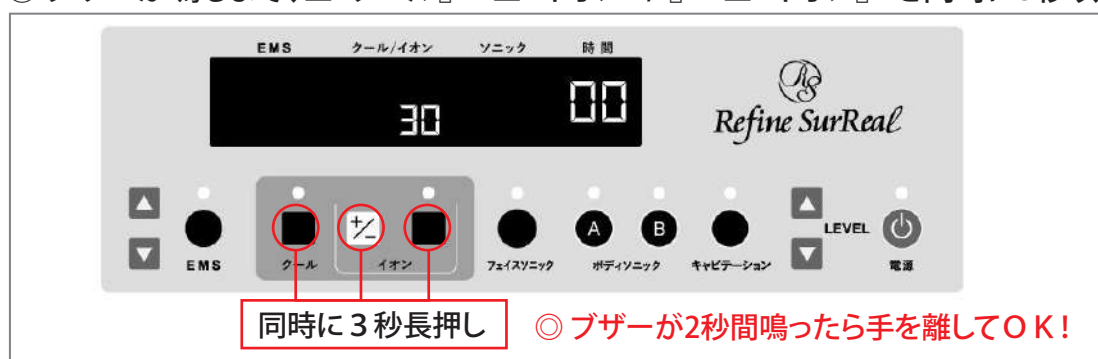 EMS クール/イオン ソニック 時間
30 00
Refine SurReal
+/-
A B
LEVEL
EMS クール イオン フェイスソニック ボディソニック キャビテーション 電源
同時に３秒長押し
◎ ブザーが2秒間鳴ったら手を離してＯＫ！